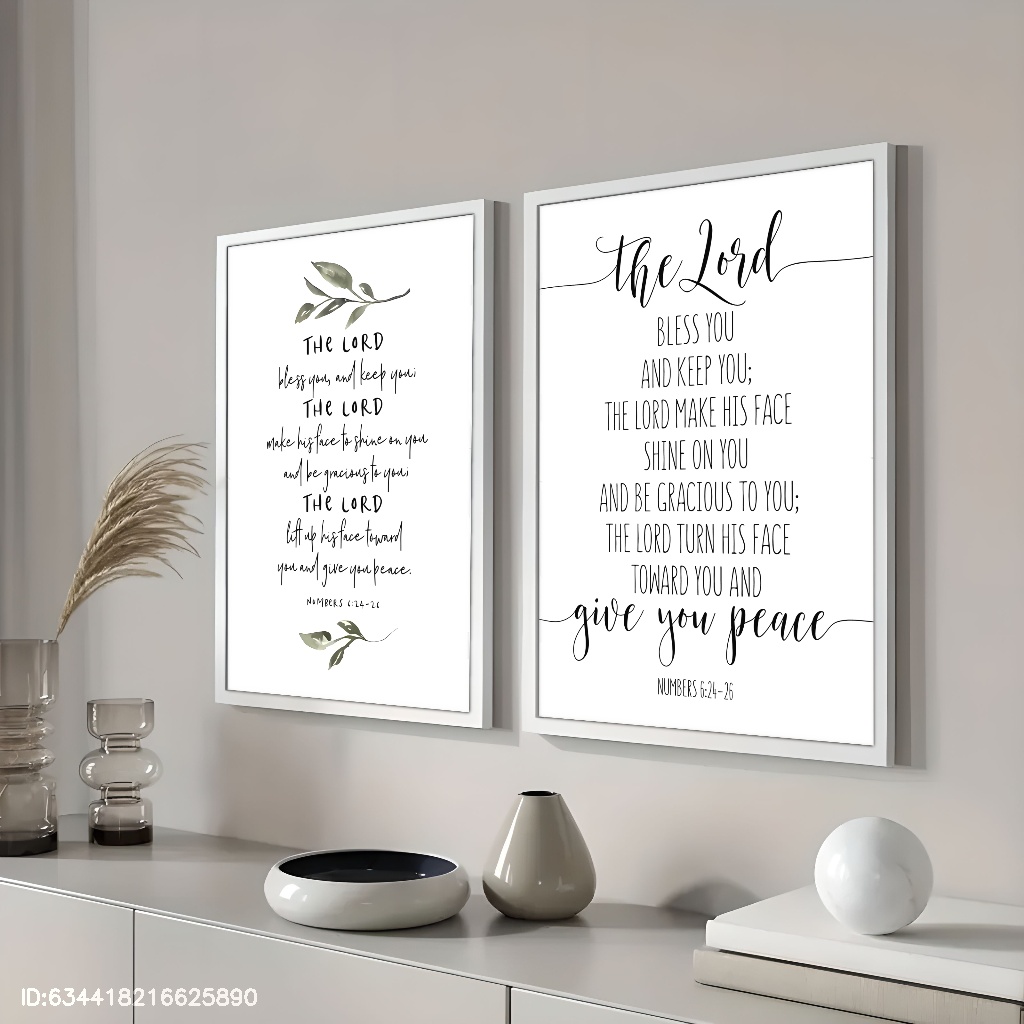 THE LORD
bless you, and keep you;
THE LORD
make his face to shine on you
and be gracious to you;
THE LORD
lift up his face toward
you and give you peace.
NUMBERS 6:24-26
the Lord
BLESS YOU
AND KEEP YOU;
THE LORD MAKE HIS FACE
SHINE ON YOU
AND BE GRACIOUS TO YOU;
THE LORD TURN HIS FACE
TOWARD YOU AND
give you peace
NUMBERS 6:24-26
ID:634418216625890